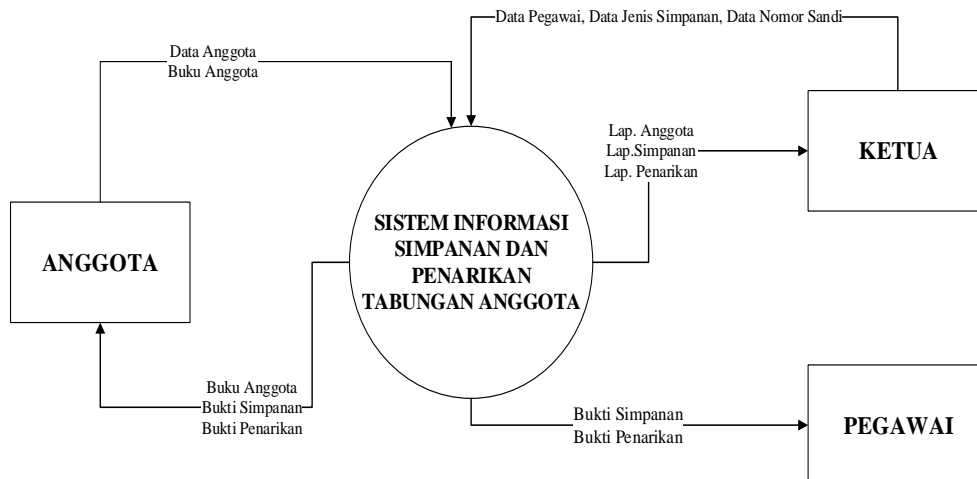 Data Pegawai, Data Jenis Simpanan, Data Nomor Sandi
Data Anggota
Buku Anggota
Lap. Anggota
Lap.Simpanan
Lap. Penarikan
KETUA
ANGGOTA
SISTEM INFORMASI
SIMPANAN DAN
PENARIKAN
TABUNGAN ANGGOTA
Buku Anggota
Bukti Simpanan
Bukti Penarikan
Bukti Simpanan
Bukti Penarikan
PEGAWAI